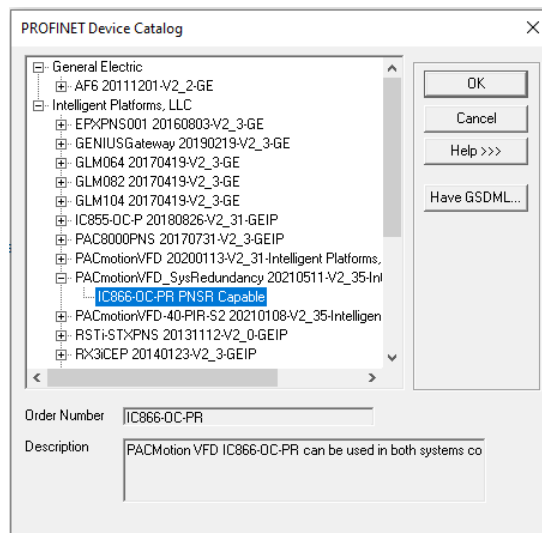 PROFINET Device Catalog
General Electric
AF6 20111201-V2_2-GE
Intelligent Platforms, LLC
EPXPNS001 20160803-V2_3-GE
GENIUSGateway 20190219-V2_3-GE
GLM064 20170419-V2_3-GE
GLM082 20170419-V2_3-GE
GLM104 20170419-V2_3-GE
IC855-OC-P 20180826-V2_31-GEIP
PAC8000PNS 20170731-V2_3-GEIP
PACmotionVFD 20200113-V2_31-Intelligent Platforms,
PACmotionVFD_SysRedundancy 20210511-V2_35-Int
IC866-OC-PR PNSR Capable
PACmotionVFD-40-PIR-S2 20210108-V2_35-Intelligen
RSTi-STXPNS 20131112-V2_0-GEIP
RX3iCEP 20140123-V2_3-GEIP
OK
Cancel
Help >>>
Have GSDML...
Order Number IC866-OC-PR
Description PACMotion VFD IC866-OC-PR can be used in both systems co